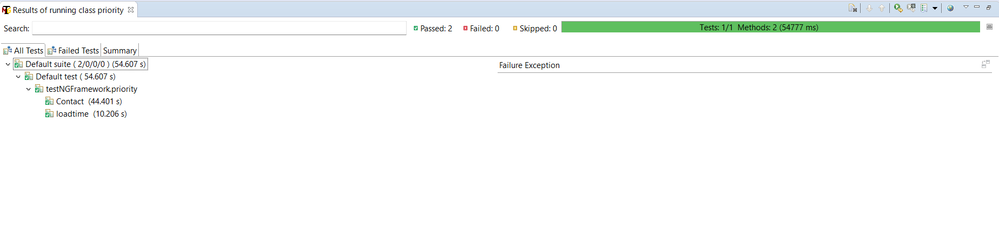 Results of running class priority
Search: Passed: 2 Failed: 0 Skipped: 0 Tests: 1/1 Methods: 2 (54777 ms)
All Tests Failed Tests Summary
Default suite ( 2/0/0/0 ) (54.607 s)
Failure Exception
Default test ( 54.607 s)
testNGFramework.priority
Contact (44.401 s)
loadtime (10.206 s)